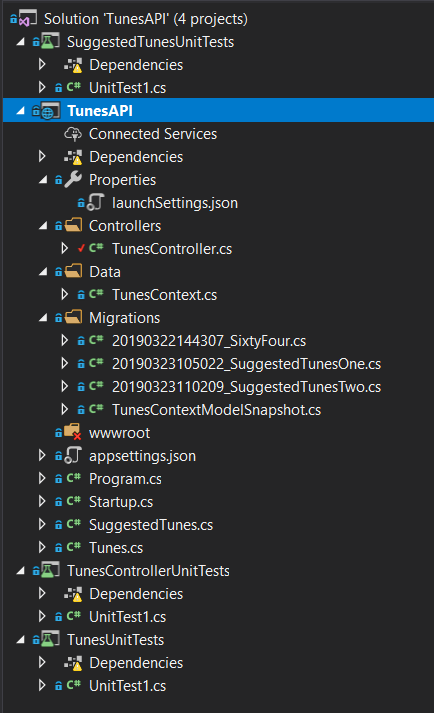 Solution 'TunesAPI' (4 projects)
SuggestedTunesUnitTests
Dependencies
C# UnitTest1.cs
TunesAPI
Connected Services
Dependencies
Properties
launchSettings.json
Controllers
C# TunesController.cs
Data
C# TunesContext.cs
Migrations
C# 20190322144307_SixtyFour.cs
C# 20190323105022_SuggestedTunesOne.cs
C# 20190323110209_SuggestedTunesTwo.cs
C# TunesContextModelSnapshot.cs
wwwroot
appsettings.json
C# Program.cs
C# Startup.cs
C# SuggestedTunes.cs
C# Tunes.cs
TunesControllerUnitTests
Dependencies
C# UnitTest1.cs
TunesUnitTests
Dependencies
C# UnitTest1.cs